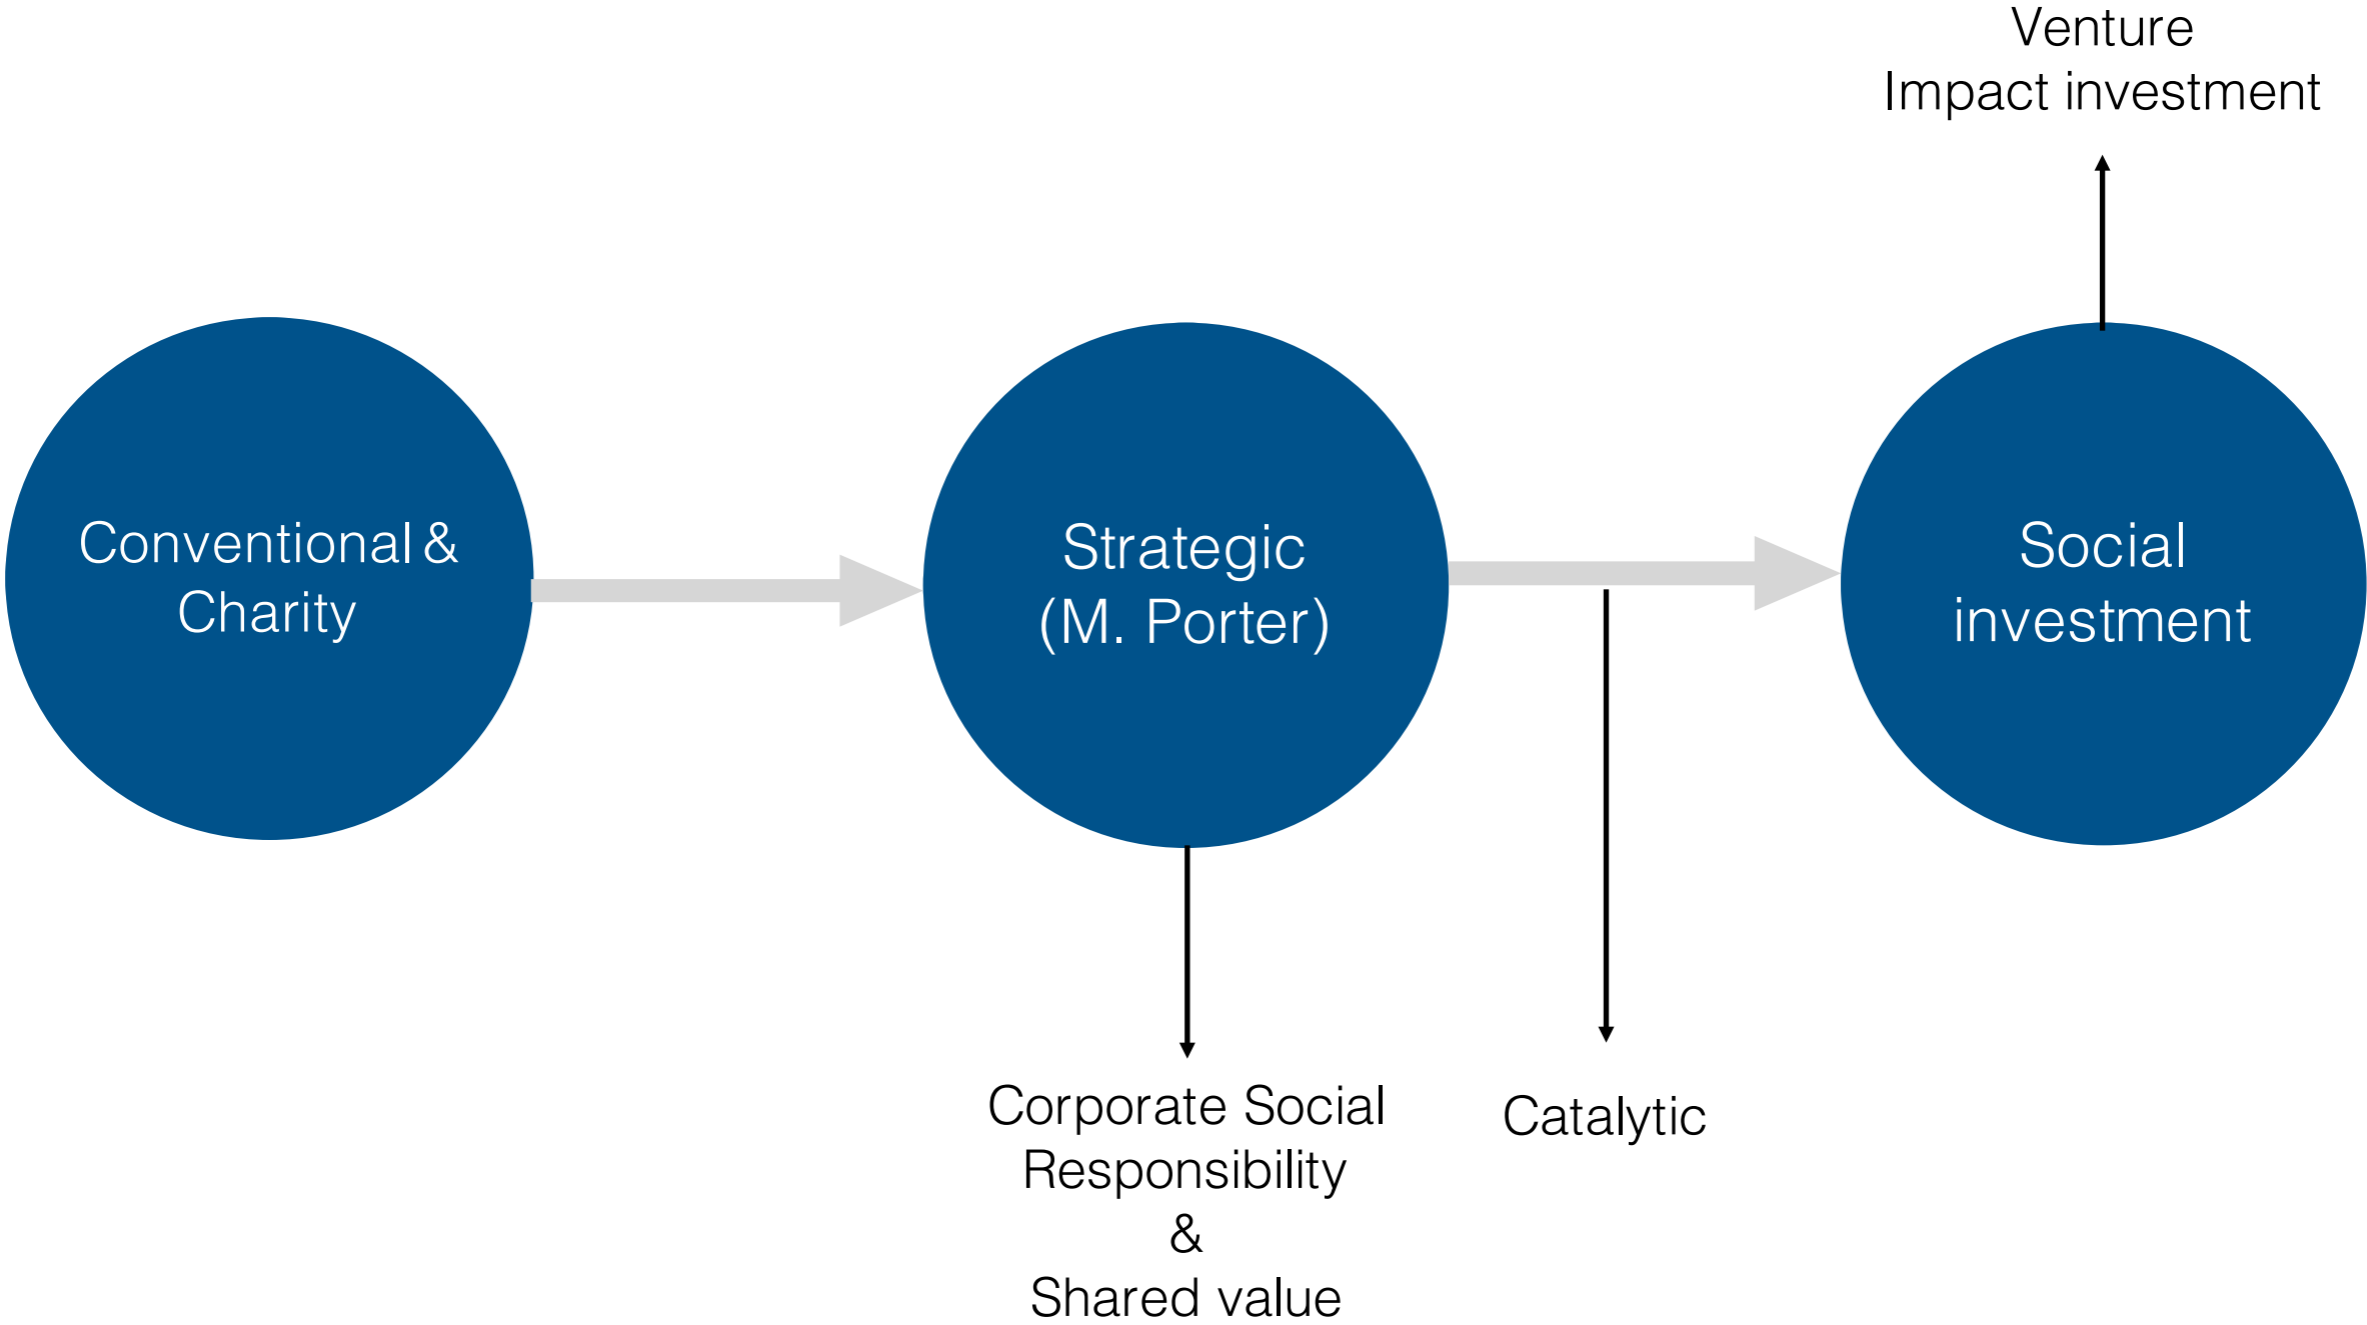 Venture
Impact investment
Conventional &
Charity
Strategic
(M. Porter)
Social
investment
Corporate Social
Responsibility
&
Shared value
Catalytic